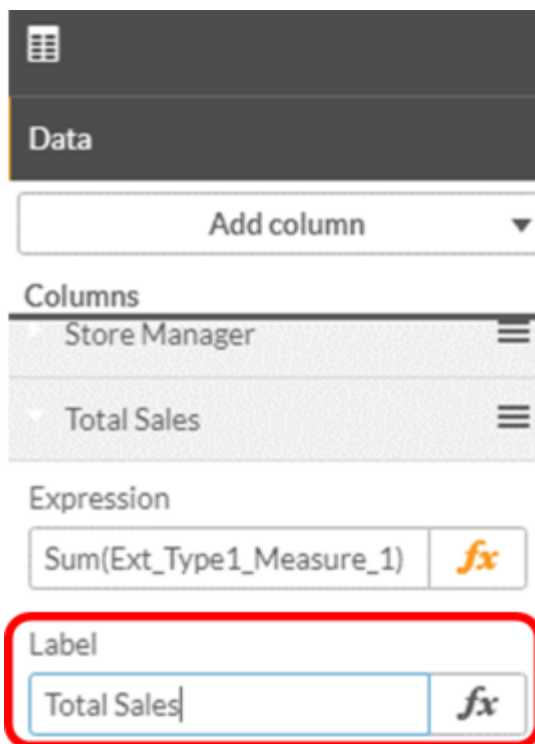 Data
Add column
Columns
Store Manager
Total Sales
Expression
Sum(Ext_Type1_Measure_1) fx
Label
Total Sales fx